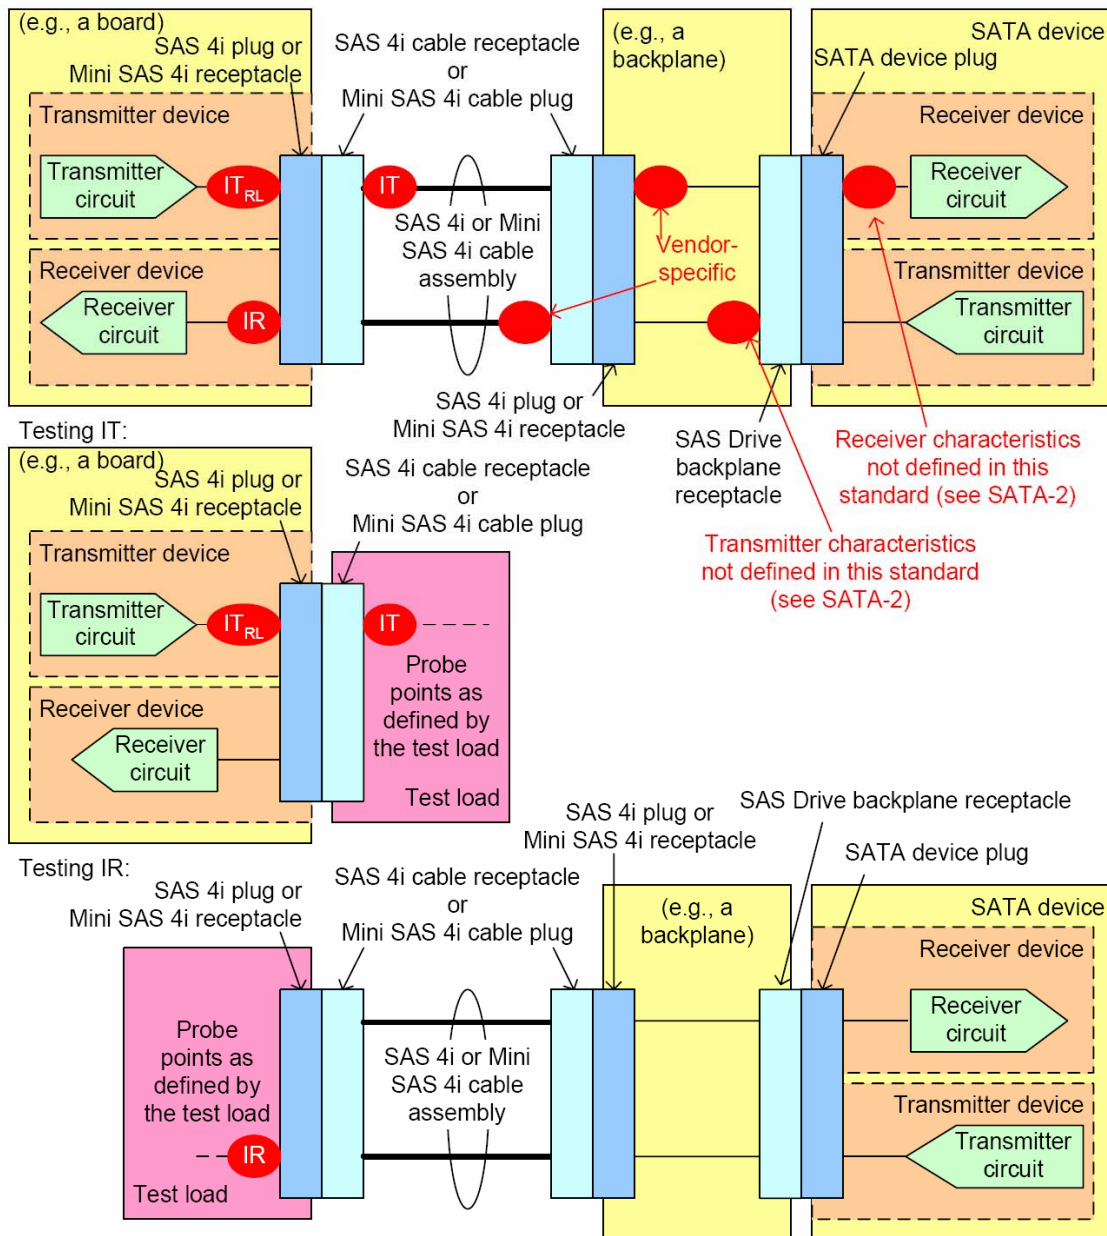 (e.g., a board)
SAS 4i plug or
Mini SAS 4i receptacle
SAS 4i cable receptacle
or
Mini SAS 4i cable plug
(e.g., a
backplane)
SATA device
SATA device plug
Transmitter device
Transmitter
circuit
ITRL
IT
Receiver device
Receiver
circuit
SAS 4i or Mini
SAS 4i cable
assembly
Vendor-
specific
Receiver device
Receiver
circuit
IR
Transmitter device
Transmitter
circuit
SAS 4i plug or
Mini SAS 4i receptacle
SAS Drive
backplane
receptacle
Receiver characteristics
not defined in this
standard (see SATA-2)
Transmitter characteristics
not defined in this standard
(see SATA-2)
Testing IT:
(e.g., a board)
SAS 4i plug or
Mini SAS 4i receptacle
SAS 4i cable receptacle
or
Mini SAS 4i cable plug
Transmitter device
Transmitter
circuit
ITRL
IT
Probe
points as
defined by
the test load
Test load
Receiver device
Receiver
circuit
Testing IR:
SAS 4i plug or
Mini SAS 4i receptacle
SAS 4i cable receptacle
or
Mini SAS 4i cable plug
SAS 4i plug or
Mini SAS 4i receptacle
SAS Drive backplane receptacle
SATA device plug
(e.g., a
backplane)
SATA device
Receiver device
Receiver
circuit
Probe
points as
defined by
the test load
IR
Test load
SAS 4i or Mini
SAS 4i cable
assembly
Transmitter device
Transmitter
circuit